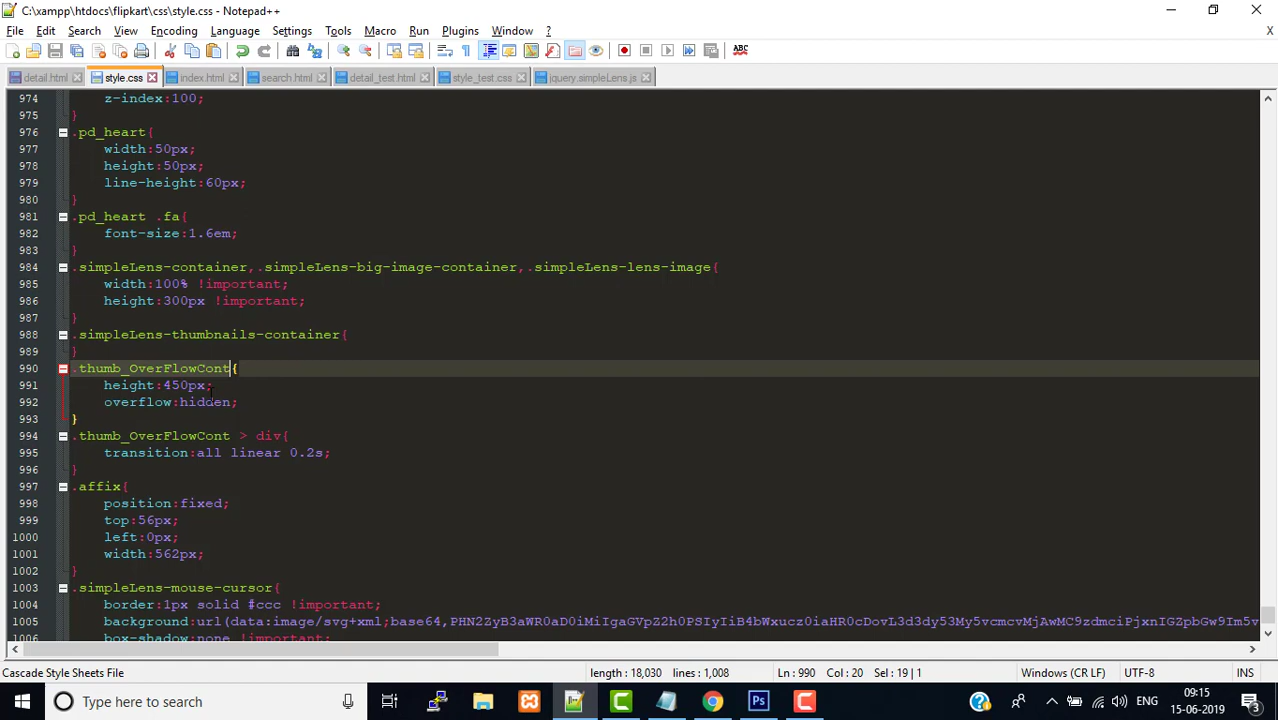 C:\xampp\htdocs\flipkart\css\style.css - Notepad++
File Edit Search View Encoding Language Settings Tools Macro Run Plugins Window ? X
detail.html style.css index.html search.html detail_test.html style_test.css jquery.simpleLens.js
974 z-index:100;
975 }
976 .pd_heart{
977 width:50px;
978 height:50px;
979 line-height:60px;
980 }
981 .pd_heart .fa{
982 font-size:1.6em;
983 }
984 .simpleLens-container,.simpleLens-big-image-container,.simpleLens-lens-image{
985 width:100% !important;
986 height:300px !important;
987 }
988 .simpleLens-thumbnails-container{
989 }
990 .thumb_OverFlowCont{
991 height:450px;
992 overflow:hidden;
993 }
994 .thumb_OverFlowCont > div{
995 transition:all linear 0.2s;
996 }
997 .affix{
998 position:fixed;
999 top:56px;
1000 left:0px;
1001 width:562px;
1002 }
1003 .simpleLens-mouse-cursor{
1004 border:1px solid #ccc !important;
1005 background:url(data:image/svg+xml;base64,
1006 box-shadow:none !important;
Cascade Style Sheets File length : 18,030 lines : 1,008 Ln : 990 Col : 20 Sel : 19 | 1 Windows (CR LF) UTF-8 INS
Type here to search ENG 09:15
15-06-2019 3